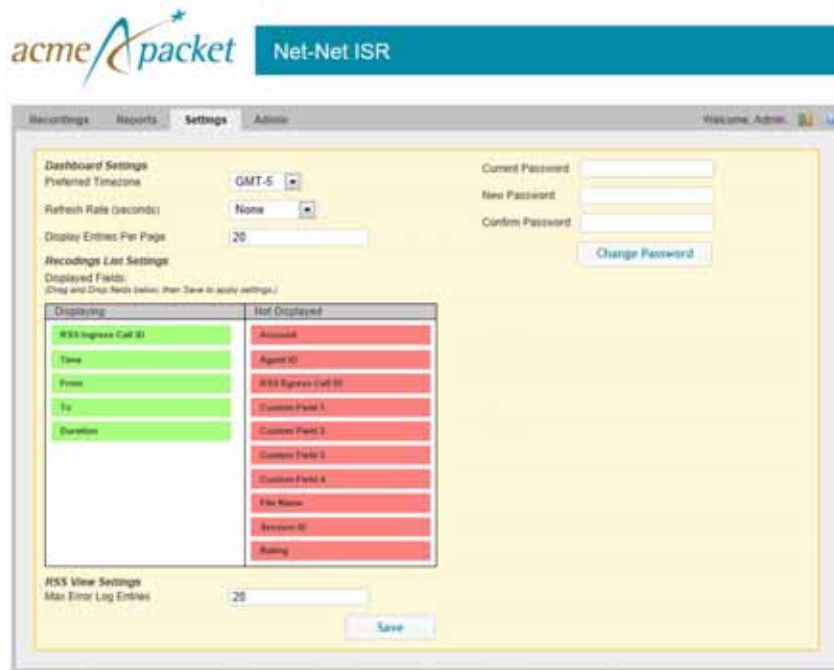 acme packet
Net-Net ISR
Recordings Reports Settings Admin
Welcome, Admin.
Dashboard Settings
Preferred Timezone GMT-5
Refresh Rate (seconds) None
Display Entries Per Page 20
Current Password
New Password
Confirm Password
Change Password
Recodings List Settings
Displayed Fields:
(Drag and Drop fields below, then Save to apply settings.)
Displaying Not Displayed
RSS Ingress Call ID Account
Time Agent ID
From RSS Egress Call ID
To Custom Field 1
Duration Custom Field 2
Custom Field 3
Custom Field 4
File Name
Session ID
Rating
RSS View Settings
Max Error Log Entries 20
Save